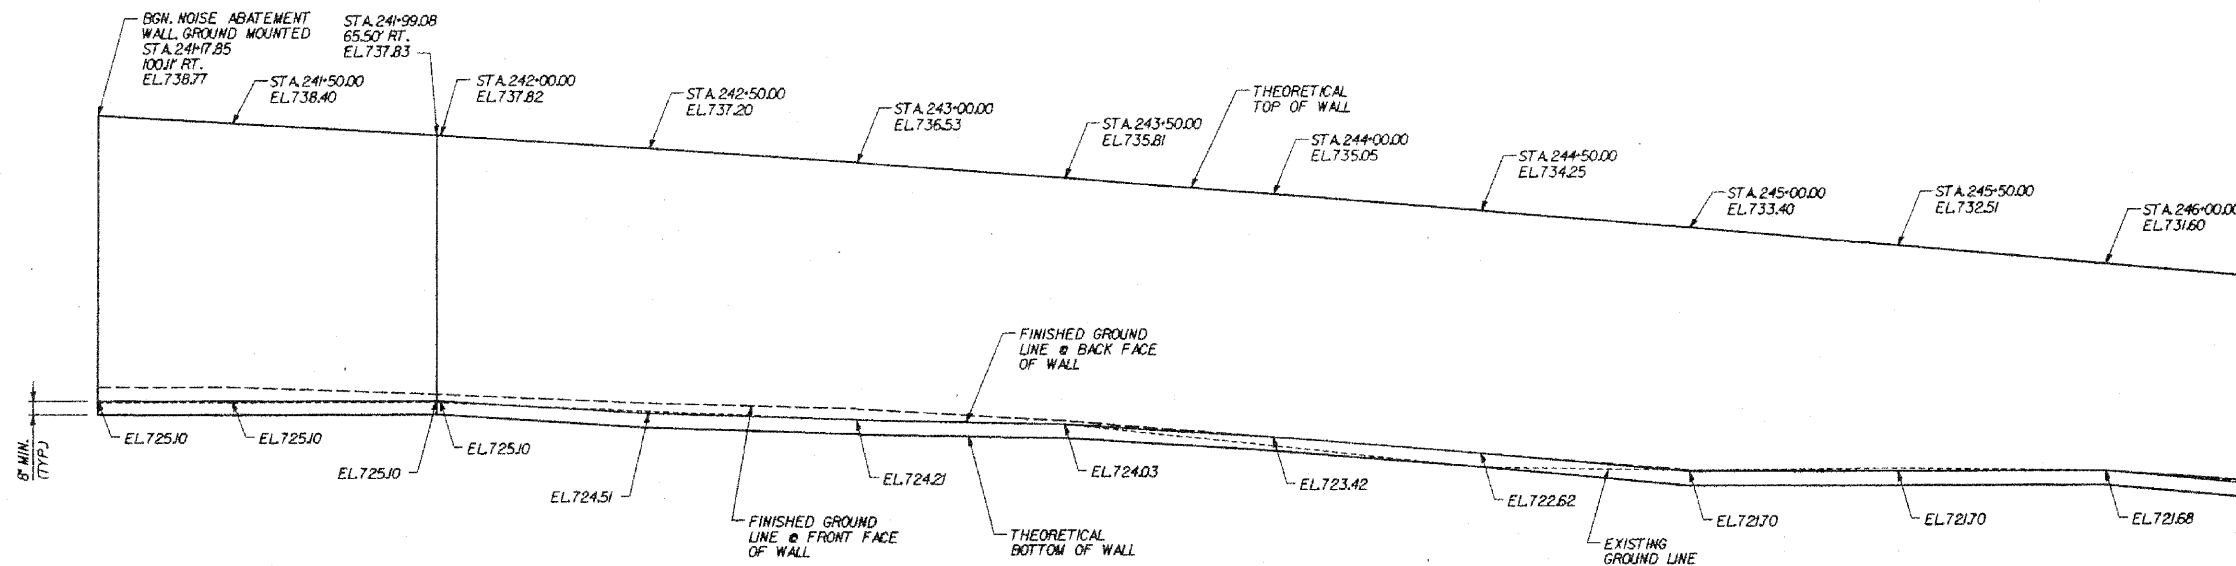 BGN. NOISE ABATEMENT
WALL, GROUND MOUNTED
STA. 241+17.85
100.11' RT.
EL. 738.77
STA. 241+99.08
65.50' RT.
EL. 737.83
STA. 241+50.00
EL. 738.40
STA. 242+00.00
EL. 737.82
STA. 242+50.00
EL. 737.20
STA. 243+00.00
EL. 736.53
STA. 243+50.00
EL. 735.81
THEORETICAL
TOP OF WALL
STA. 244+00.00
EL. 735.05
STA. 244+50.00
EL. 734.25
STA. 245+00.00
EL. 733.40
STA. 245+50.00
EL. 732.51
STA. 246+00.00
EL. 731.60
FINISHED GROUND
LINE @ BACK FACE
OF WALL
8" MIN.
(TYP.)
EL. 725.10
EL. 725.10
EL. 725.10
EL. 725.10
EL. 724.51
EL. 724.21
EL. 724.03
EL. 723.42
EL. 722.62
EL. 721.70
EL. 721.70
EL. 721.68
FINISHED GROUND
LINE @ FRONT FACE
OF WALL
THEORETICAL
BOTTOM OF WALL
EXISTING
GROUND LINE